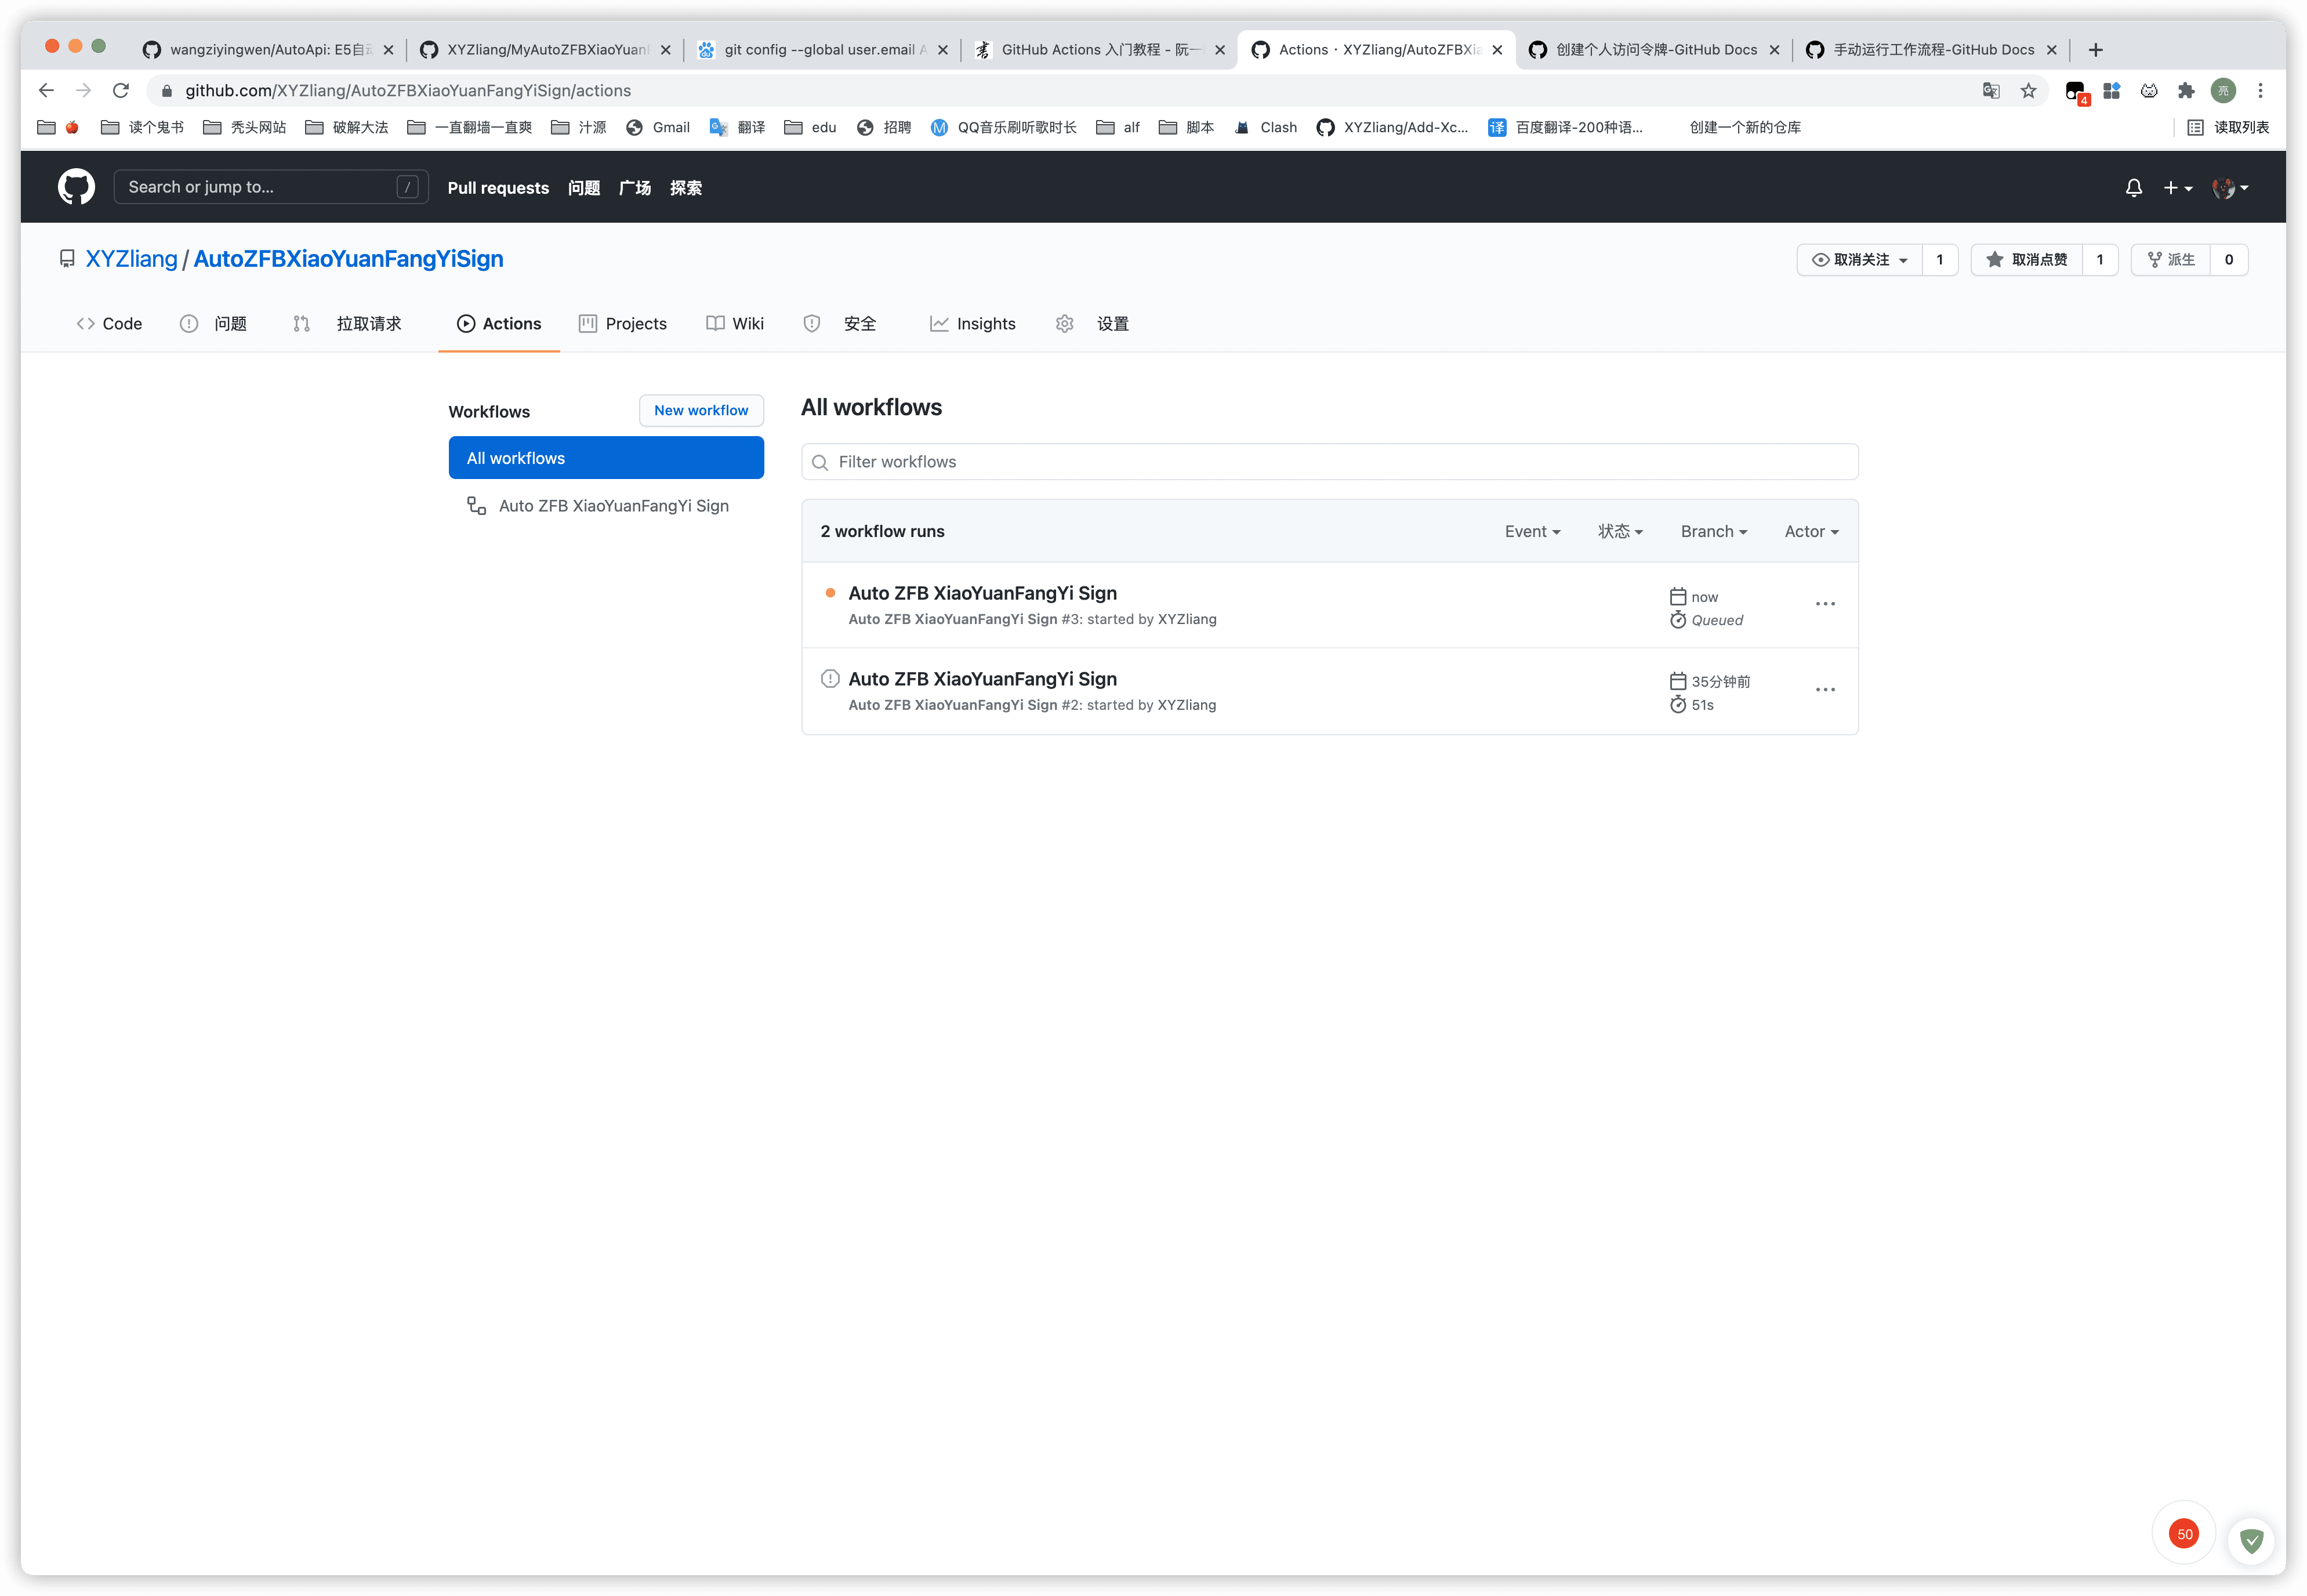 wangziyingwen/AutoApi: E5自动
XYZliang/MyAutoZFBXiaoYuanF
git config --global user.email A
GitHub Actions 入门教程 - 阮一
Actions · XYZliang/AutoZFBXia
创建个人访问令牌-GitHub Docs
手动运行工作流程-GitHub Docs
github.com/XYZliang/AutoZFBXiaoYuanFangYiSign/actions
4
亮
读个鬼书
秃头网站
破解大法
一直翻墙一直爽
汁源
Gmail
翻译
edu
招聘
M QQ音乐刷听歌时长
alf
脚本
Clash
XYZliang/Add-Xc...
译 百度翻译-200种语...
创建一个新的仓库
读取列表
Search or jump to... /
Pull requests
问题
广场
探索
XYZliang / AutoZFBXiaoYuanFangYiSign
取消关注 1
取消点赞 1
派生 0
Code
问题
拉取请求
Actions
Projects
Wiki
安全
Insights
设置
Workflows
New workflow
All workflows
Auto ZFB XiaoYuanFangYi Sign
All workflows
Filter workflows
2 workflow runs
Event
状态
Branch
Actor
Auto ZFB XiaoYuanFangYi Sign
Auto ZFB XiaoYuanFangYi Sign #3: started by XYZliang
now
Queued
Auto ZFB XiaoYuanFangYi Sign
Auto ZFB XiaoYuanFangYi Sign #2: started by XYZliang
35分钟前
51s
50